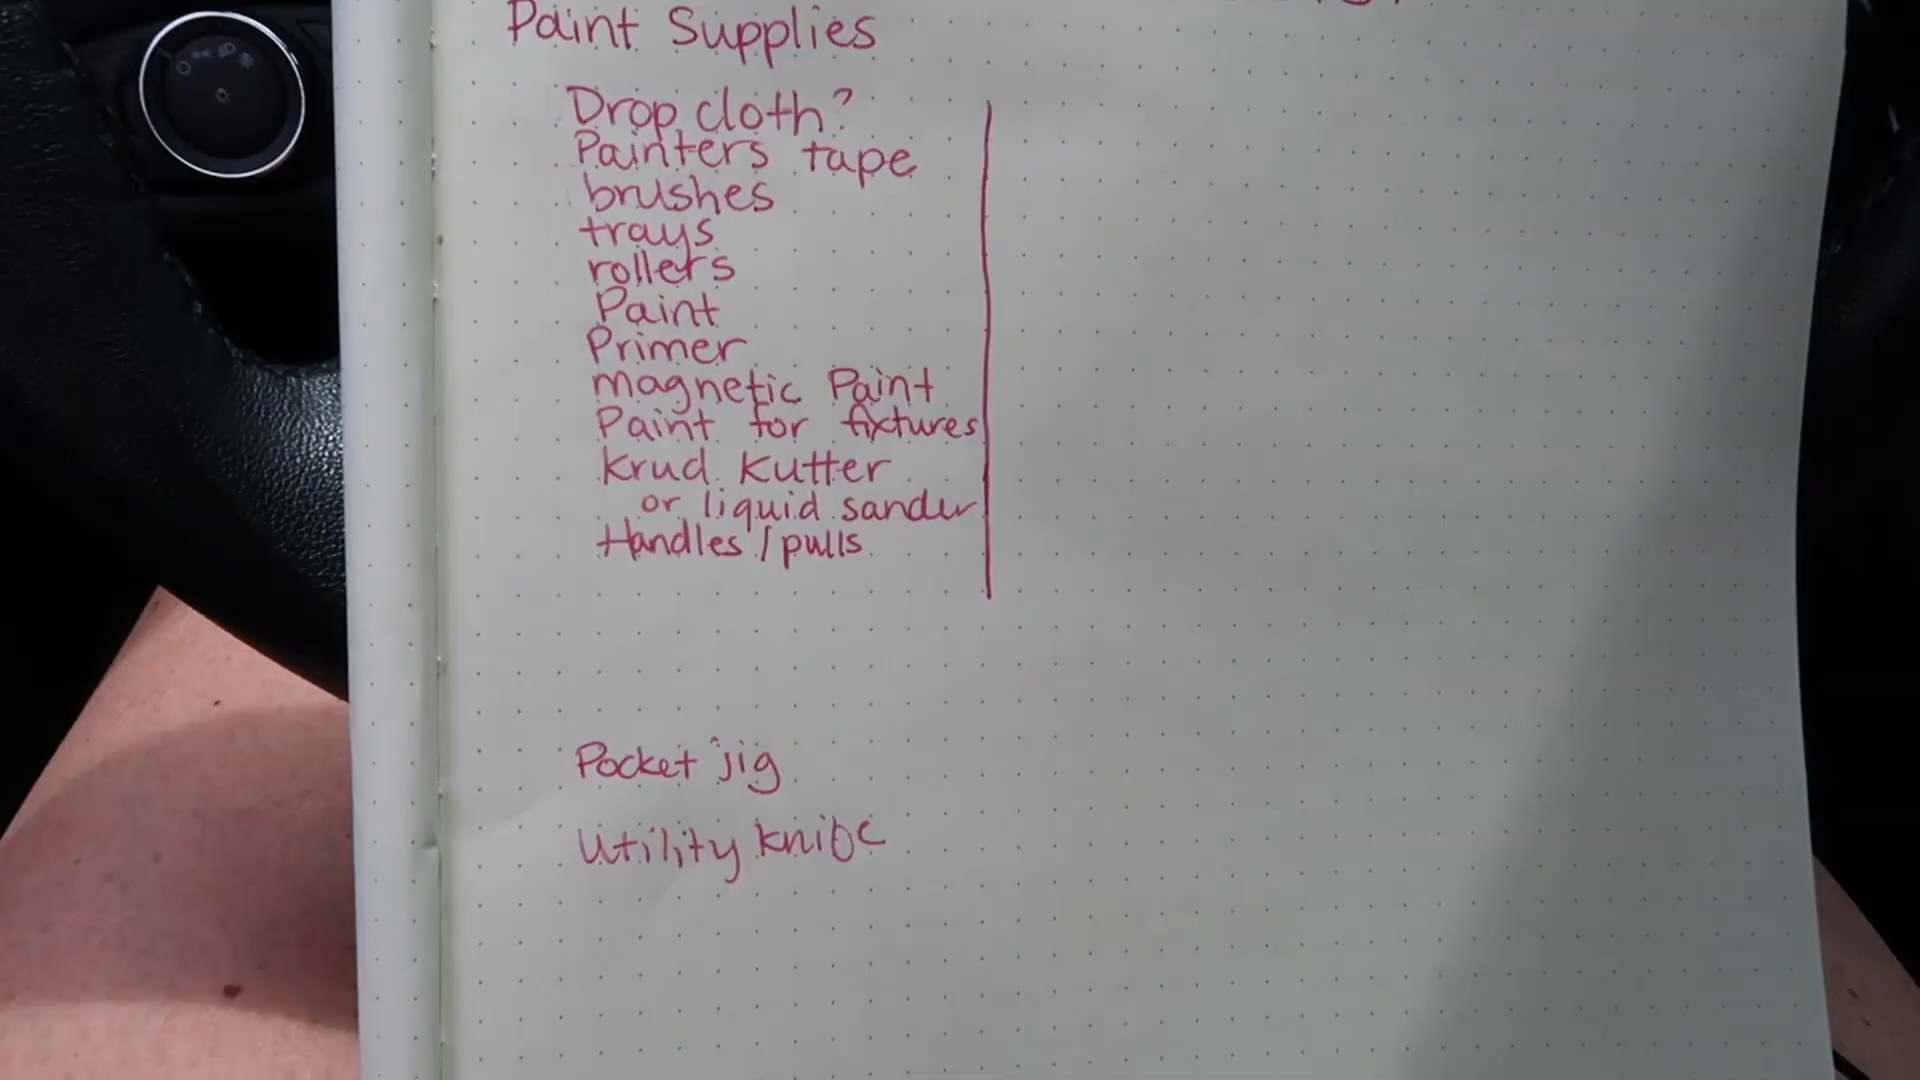 Paint Supplies
Drop cloth?
Painters tape
brushes
trays
rollers
Paint
Primer
magnetic Paint
Paint for fixtures
Krud Kutter
or liquid sander
Handles / pulls
Pocket jig
Utility knife